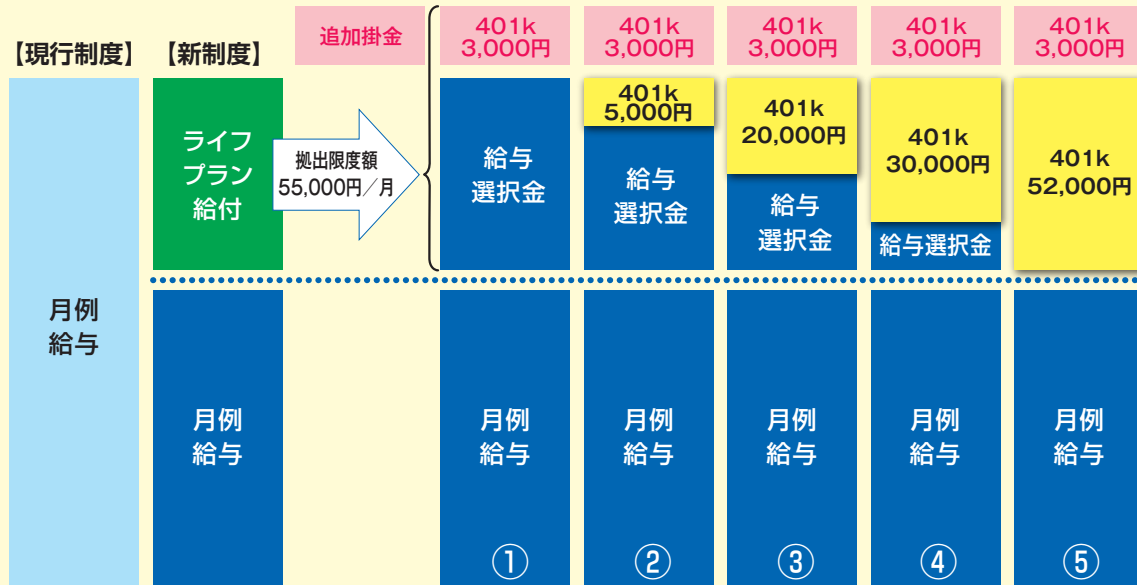 【現行制度】
【新制度】
追加掛金
401k
3,000円
401k
3,000円
401k
3,000円
401k
3,000円
401k
3,000円
ライフ
プラン
給付
拠出限度額
55,000円／月
給与
選択金
401k
5,000円
給与
選択金
401k
20,000円
給与
選択金
401k
30,000円
給与選択金
401k
52,000円
月例
給与
月例
給与
月例
給与
①
月例
給与
②
月例
給与
③
月例
給与
④
月例
給与
⑤